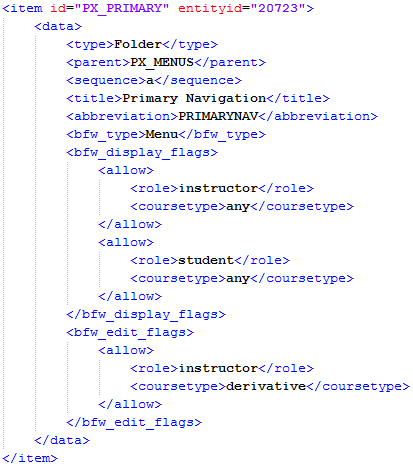 <item id="PX_PRIMARY" entityid="20723">
<data>
<type>Folder</type>
<parent>PX_MENUS</parent>
<sequence>a</sequence>
<title>Primary Navigation</title>
<abbreviation>PRIMARYNAV</abbreviation>
<bfw_type>Menu</bfw_type>
<bfw_display_flags>
<allow>
<role>instructor</role>
<coursetype>any</coursetype>
</allow>
<allow>
<role>student</role>
<coursetype>any</coursetype>
</allow>
</bfw_display_flags>
<bfw_edit_flags>
<allow>
<role>instructor</role>
<coursetype>derivative</coursetype>
</allow>
</bfw_edit_flags>
</data>
</item>